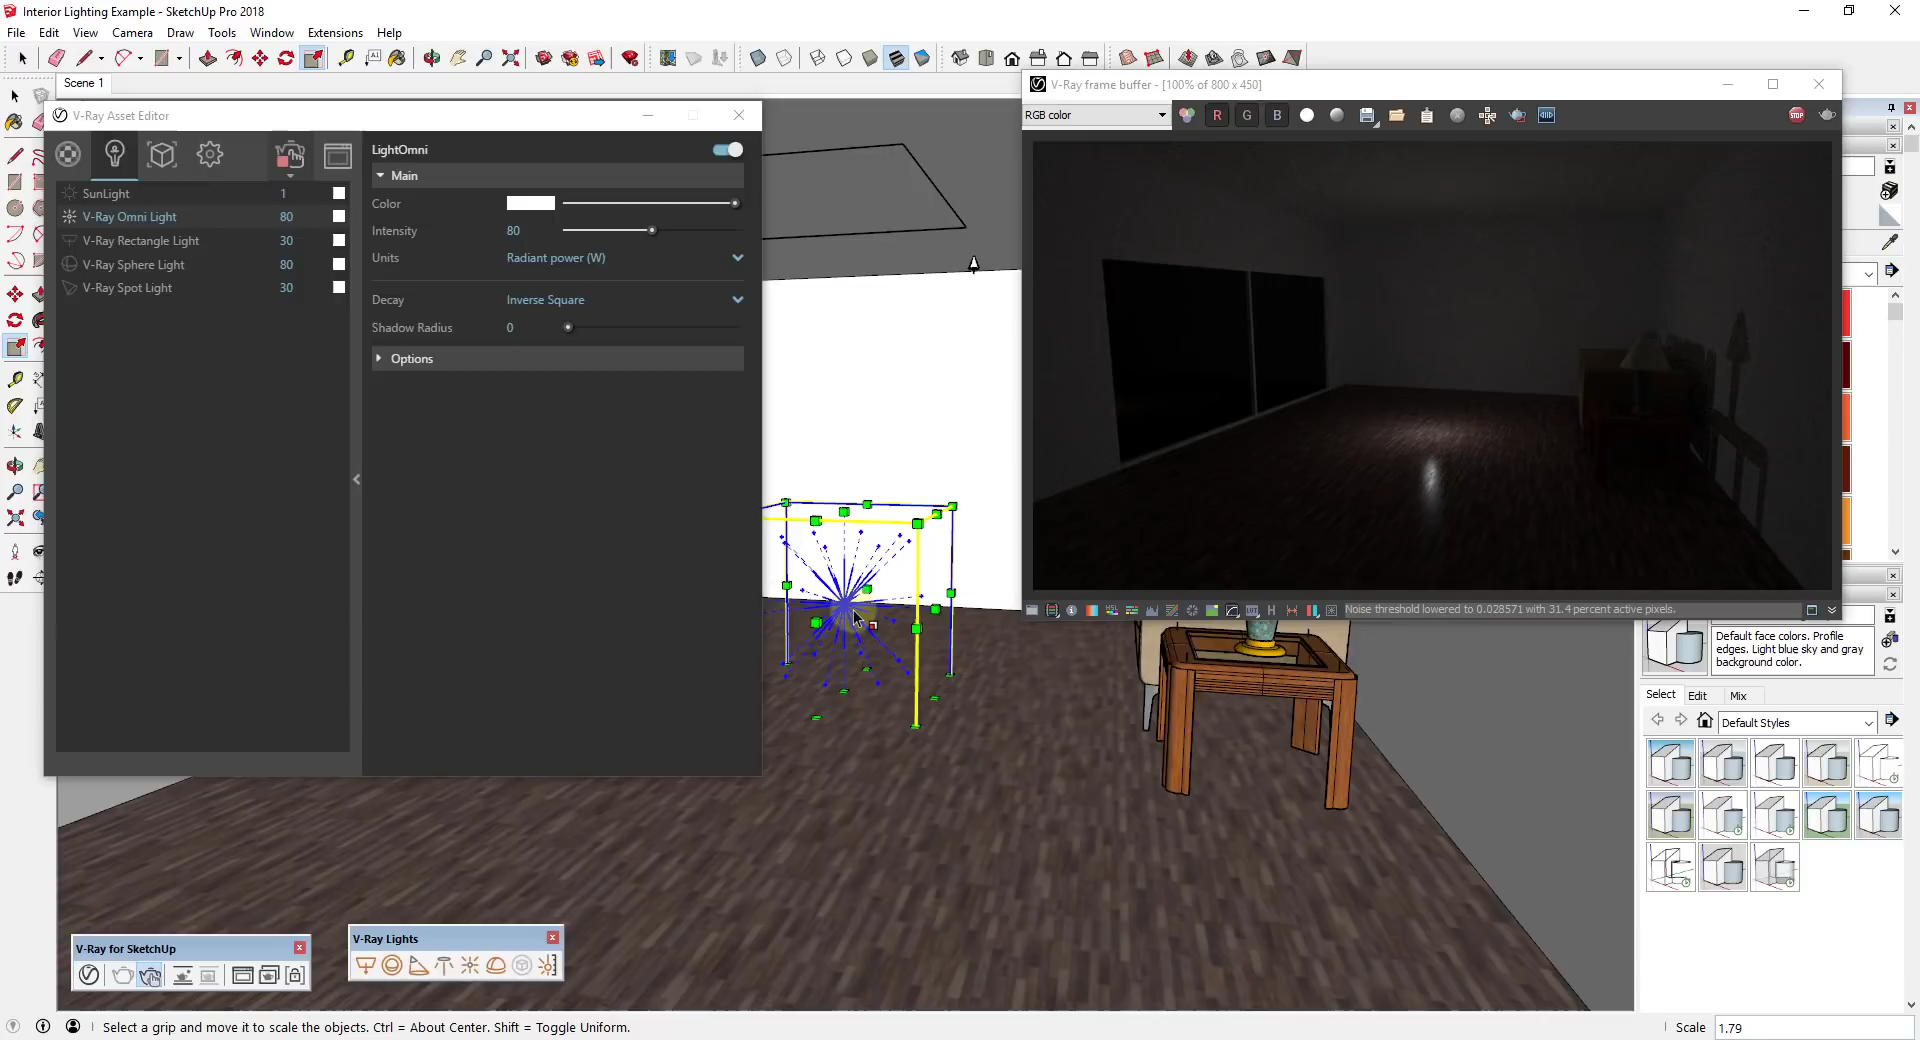 Interior Lighting Example - SketchUp Pro 2018
File Edit View Camera Draw Tools Window Extensions Help
Scene 1
V-Ray Asset Editor
SunLight 1
V-Ray Omni Light 80
V-Ray Rectangle Light 30
V-Ray Sphere Light 80
V-Ray Spot Light 30
LightOmni
Main
Color
Intensity 80
Units Radiant power (W)
Decay Inverse Square
Shadow Radius 0
Options
V-Ray frame buffer - [100% of 800 x 450]
RGB color R G B STOP
H Noise threshold lowered to 0.028571 with 31.4 percent active pixels.
Default face colors. Profile
edges. Light blue sky and gray
background color.
Select Edit Mix
Default Styles
V-Ray for SketchUp
V-Ray Lights
Select a grip and move it to scale the objects. Ctrl = About Center. Shift = Toggle Uniform.
Scale 1.79